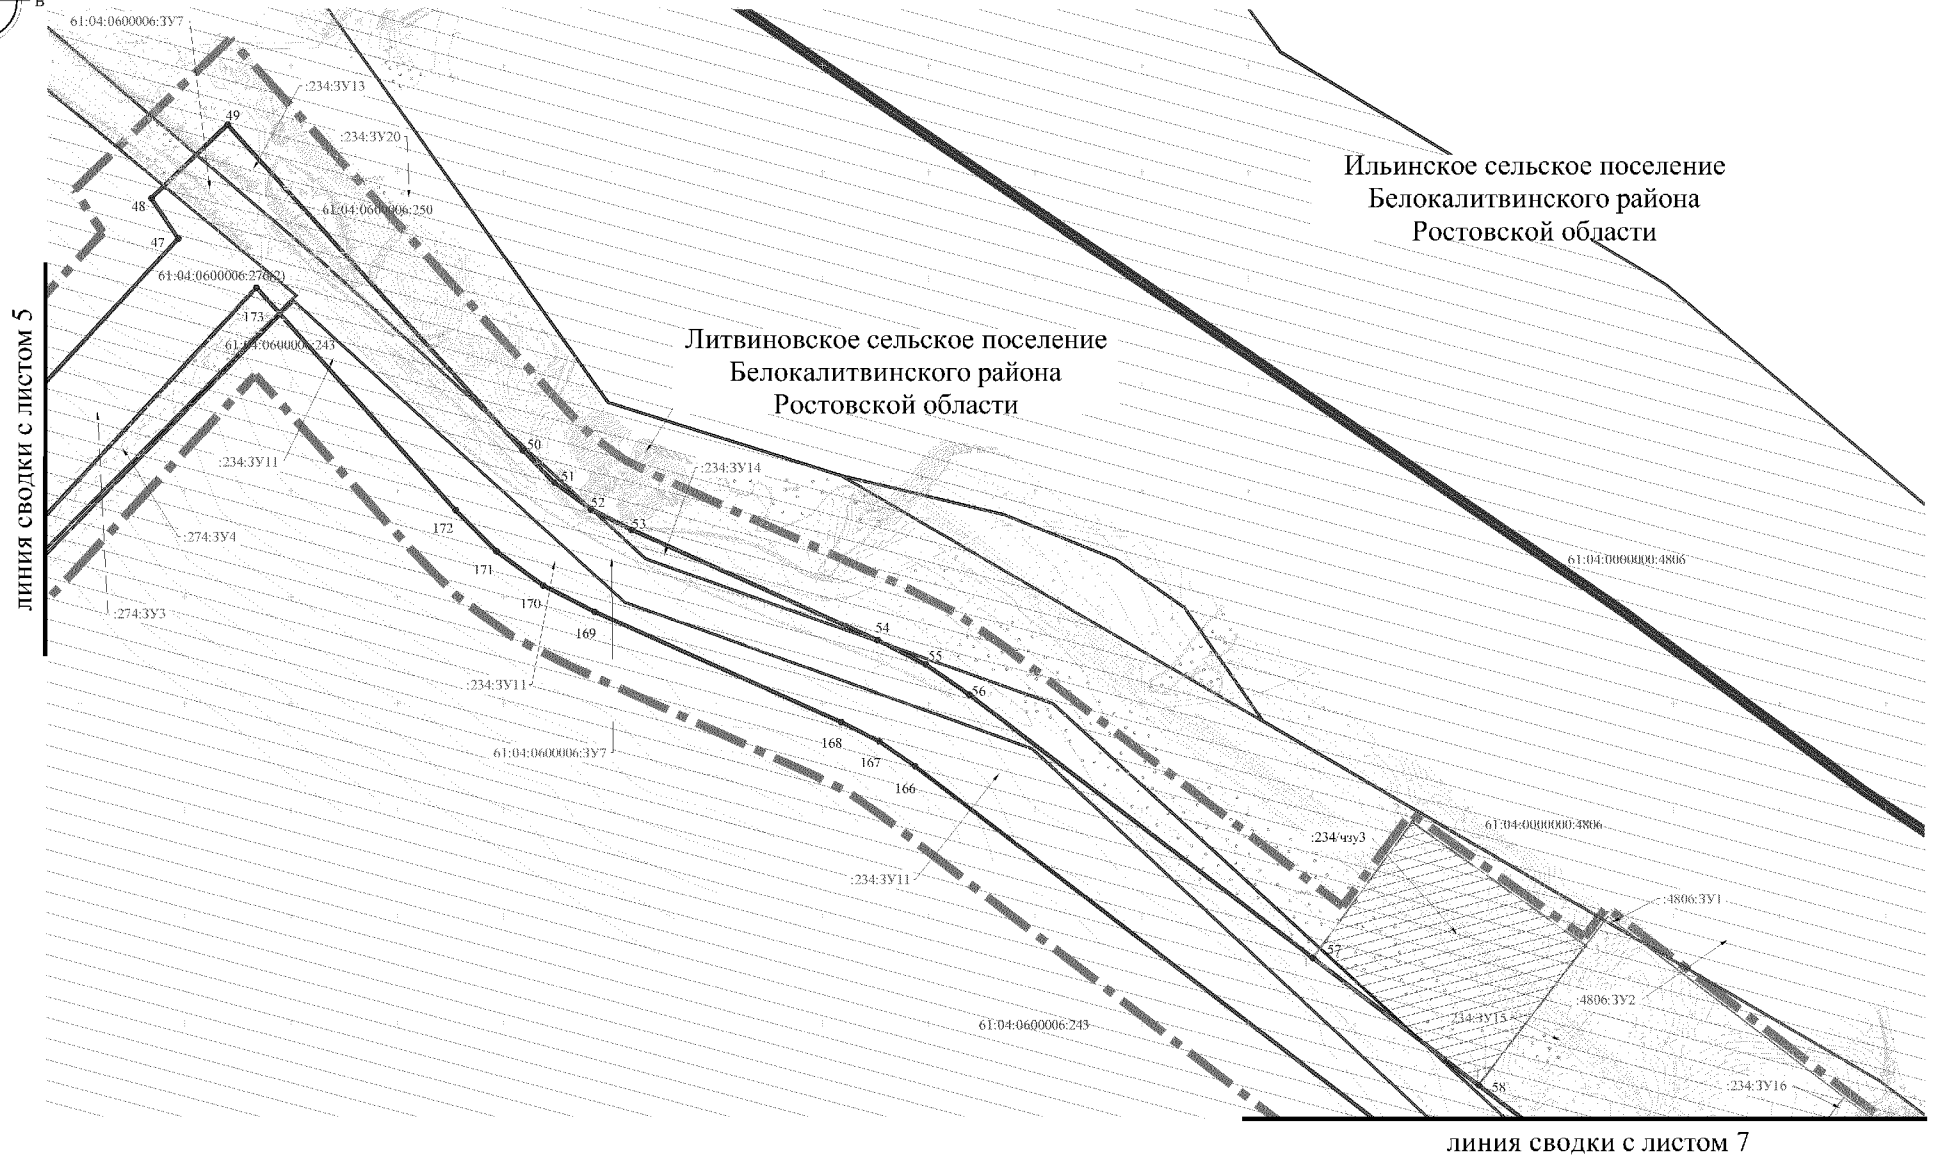 В
61:04:0600006:ЗУ7
:234:ЗУ13
49
:234:ЗУ20
48
61:04:0600006:250
47
Ильинское сельское поселение
Белокалитвинского района
Ростовской области
61:04:0600006:276(2)
173
61:04:0600006:243
линия сводки с листом 5
Литвиновское сельское поселение
Белокалитвинского района
Ростовской области
50
:234:ЗУ11
51
:234:ЗУ14
52
53
172
:274:ЗУ4
171
61:04:0000000:4806
170
:274:ЗУ3
169
54
55
:234:ЗУ11
56
168
61:04:0600006:ЗУ7
167
166
61:04:0000000:4806
:234/чзу3
:234:ЗУ11
:4806:ЗУ1
57
:4806:ЗУ2
:234:ЗУ15
61:04:0600006:243
58
:234:ЗУ16
линия сводки с листом 7